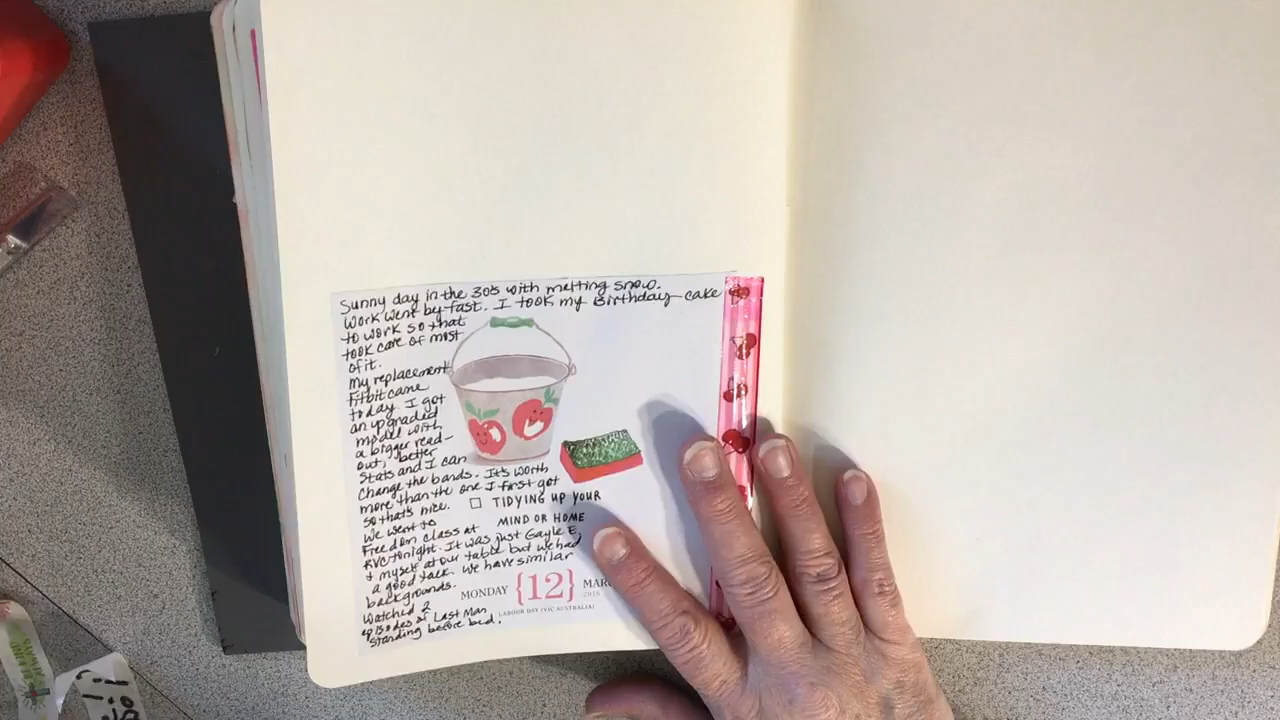 Sunny day in the 30s with melting snow.
Work went by fast. I took my Birthday cake
to work so that
took care of most
of it.
My replacement
Fitbit came
today. I got
an upgraded
model with
a bigger read-
out, better
stats and I can
change the bands. It's worth
more than the one I first got
so that's nice.
☐ TIDYING UP YOUR
MIND OR HOME
We went to
Freedom class at
RVC tonight. It was just Gayle E
+ myself at our table but we had
a good talk. We have similar
backgrounds.
Watched 2
episodes of Last Man
Standing before bed.
MONDAY {12} MAR
2018
LABOUR DAY (VIC AUSTRALIA)